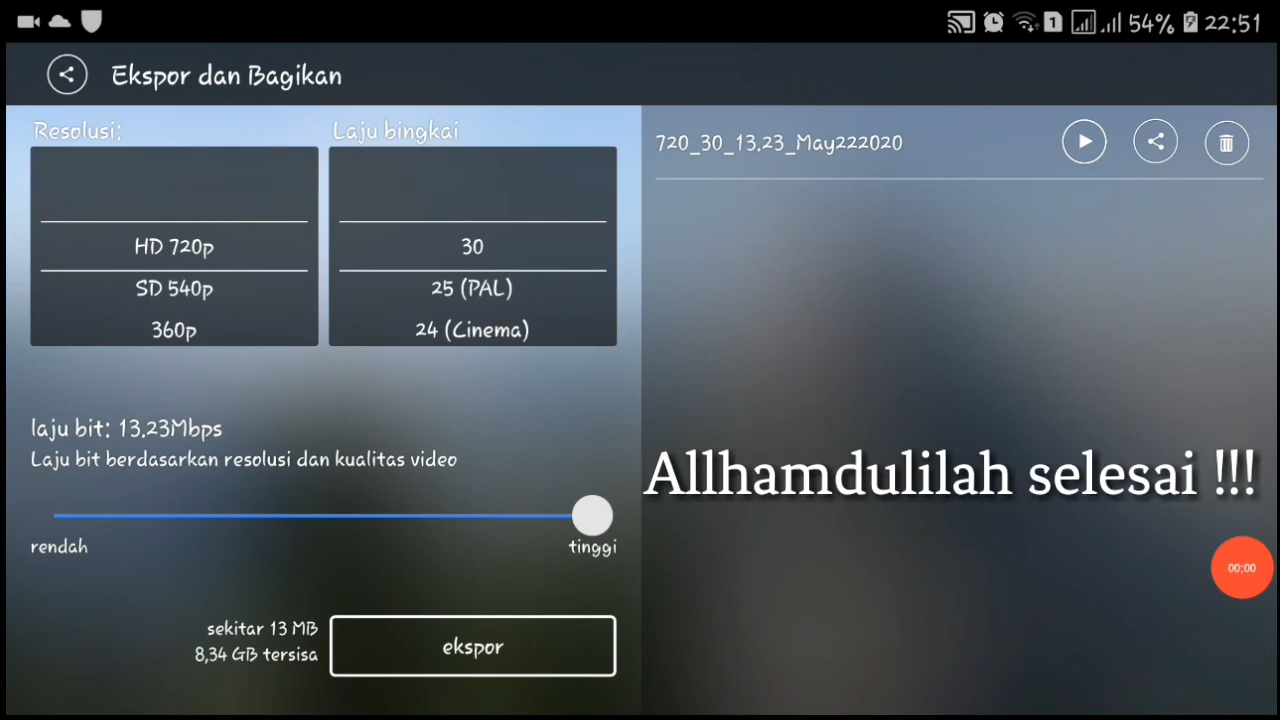 1 54% 22:51
Ekspor dan Bagikan
Resolusi:
Laju bingkai
HD 720p
SD 540p
360p
30
25 (PAL)
24 (Cinema)
laju bit: 13.23Mbps
Laju bit berdasarkan resolusi dan kualitas video
rendah
tinggi
sekitar 13 MB
8,34 GB tersisa
ekspor
720_30_13.23_May222020
Allhamdulilah selesai !!!
00:00